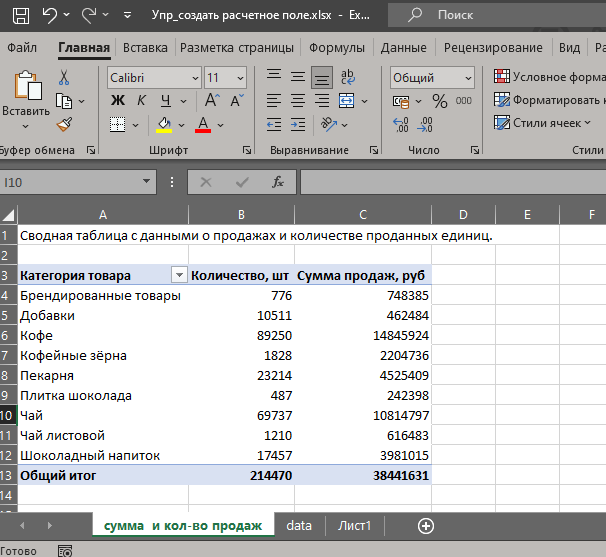 Упр_создать расчетное поле.xlsx - Ex...
Поиск
Файл Главная Вставка Разметка страницы Формулы Данные Рецензирование Вид Ра
Вставить
Calibri 11
Ж К Ч
Общий
% 000
Условное форма
Форматировать к
Стили ячеек
Буфер обмена Шрифт Выравнивание Число Стили
I10 fx
A B C D E F
1 Сводная таблица с данными о продажах и количестве проданных единиц.
2
3 Категория товара Количество, шт Сумма продаж, руб
4 Брендированные товары 776 748385
5 Добавки 10511 462484
6 Кофе 89250 14845924
7 Кофейные зёрна 1828 2204736
8 Пекарня 23214 4525409
9 Плитка шоколада 487 242398
10 Чай 69737 10814797
11 Чай листовой 1210 616483
12 Шоколадный напиток 17457 3981015
13 Общий итог 214470 38441631
14
сумма и кол-во продаж data Лист1
Готово